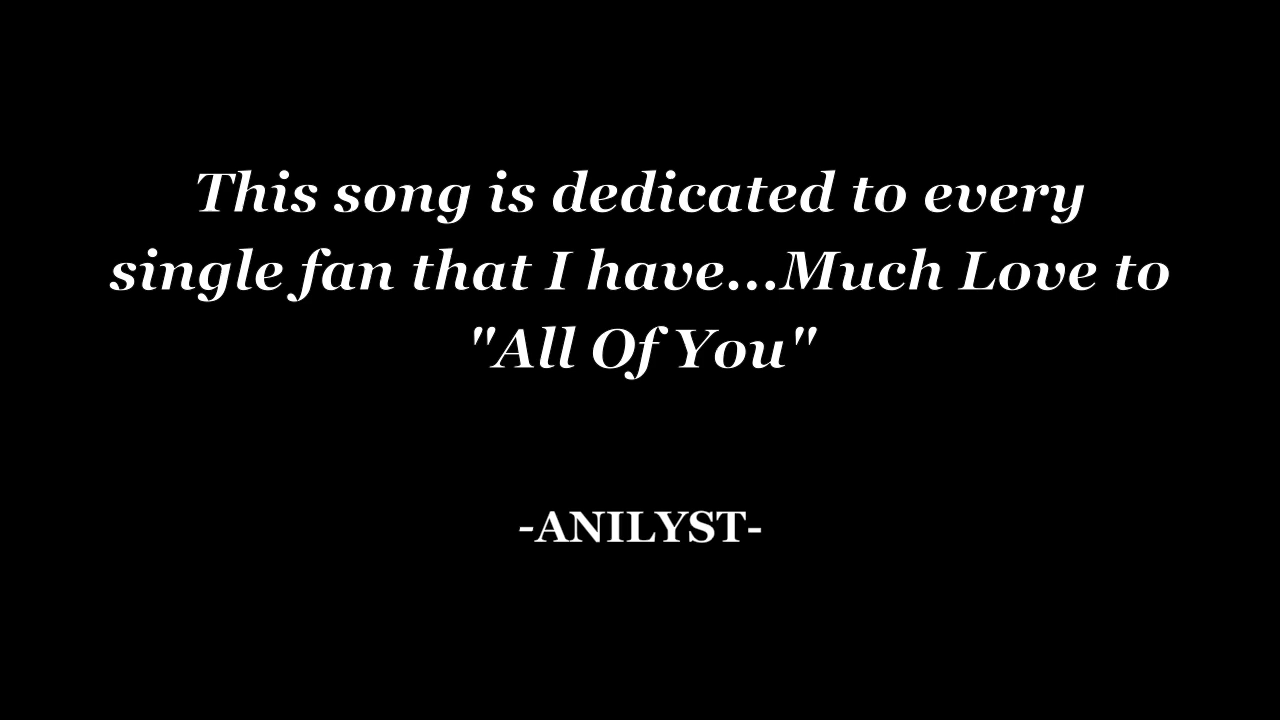 This song is dedicated to every
single fan that I have...Much Love to
"All Of You"
-ANILYST-